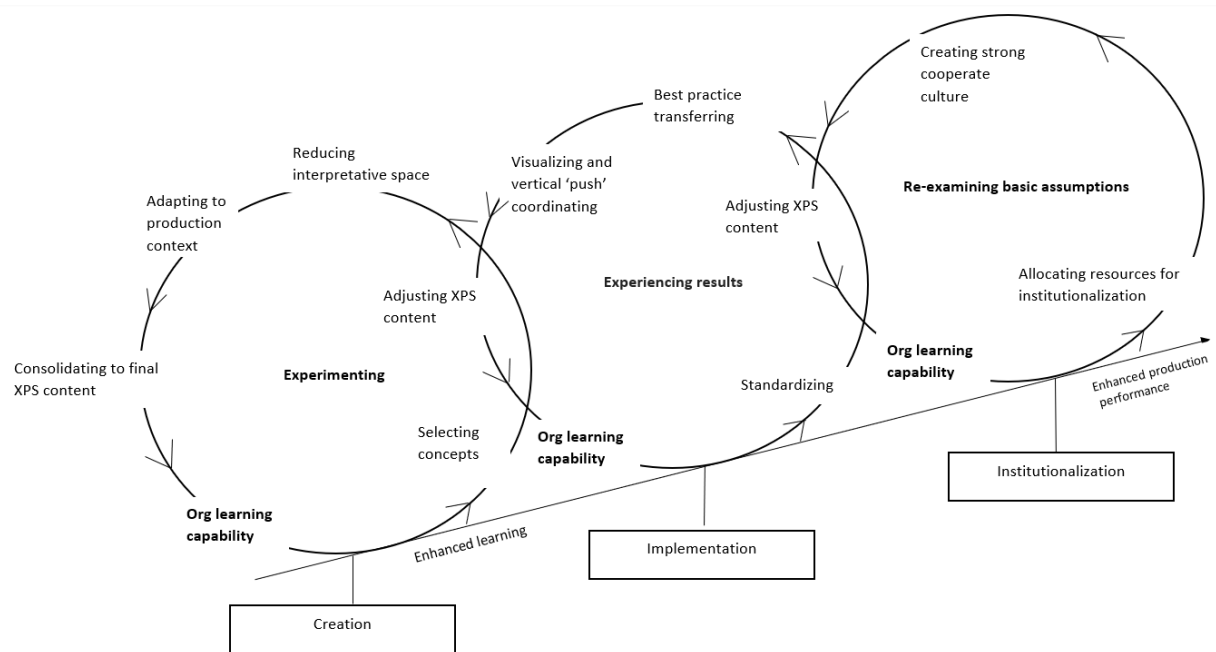 Creating strong
cooperate
culture
Best practice
transferring
Reducing
interpretative space
Visualizing and
vertical ‘push’
coordinating
Re-examining basic assumptions
Adapting to
production
context
Adjusting XPS
content
Allocating resources for
institutionalization
Experiencing results
Adjusting XPS
content
Org learning
capability
Consolidating to final
XPS content
Experimenting
Standardizing
Enhanced production
performance
Selecting
concepts
Org learning
capability
Institutionalization
Org learning
capability
Enhanced learning
Implementation
Creation